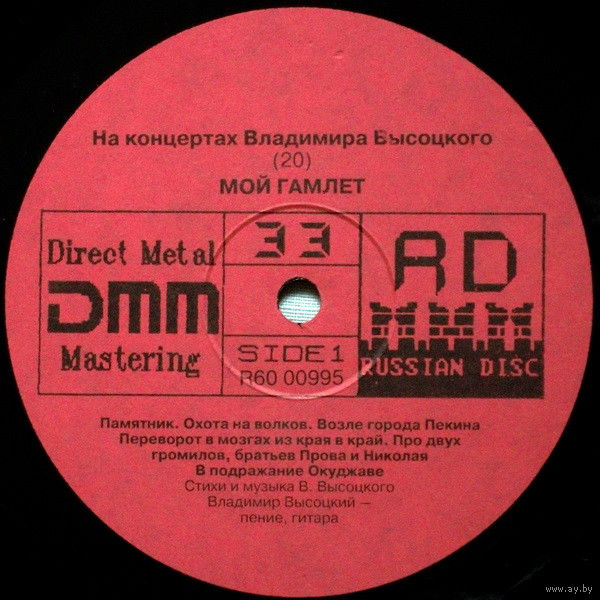 На концертах Владимира Высоцкого
(20)
МОЙ ГАМЛЕТ
Direct Metal
DMM
Mastering
33
SIDE 1
R60 00995
RD
RUSSIAN DISC
Памятник. Охота на волков. Возле города Пекина
Переворот в мозгах из края в край. Про двух
громилов, братьев Прова и Николая
В подражание Окуджаве
Стихи и музыка В. Высоцкого
Владимир Высоцкий —
пение, гитара
www.ay.by